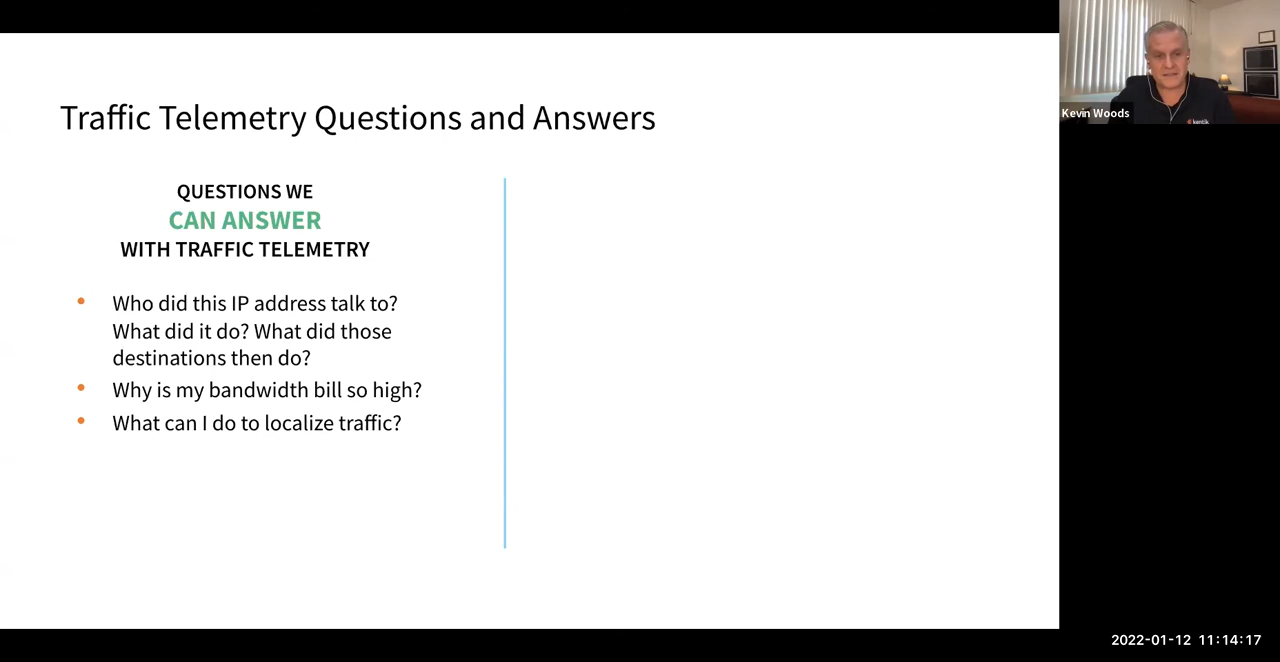 Traffic Telemetry Questions and Answers
QUESTIONS WE
CAN ANSWER
WITH TRAFFIC TELEMETRY
• Who did this IP address talk to?
What did it do? What did those
destinations then do?
• Why is my bandwidth bill so high?
• What can I do to localize traffic?
Kevin Woods
kentik
2022-01-12 11:14:17